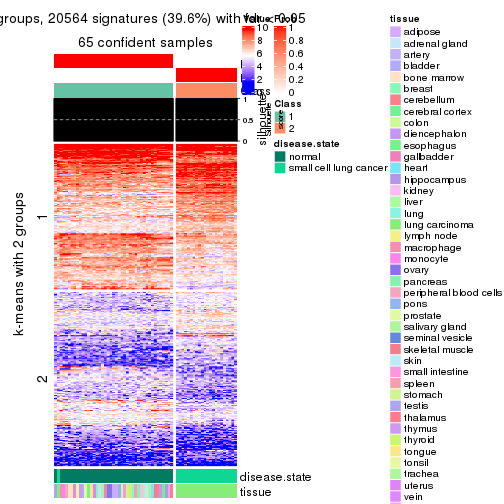 groups, 20564 signatures (39.6%) with fdr < 0.05
65 confident samples
Value
10
8
6
4
2
0
Prob
1
0.8
0.6
0.4
0.2
0
Class
1
2
silhouette
score
1
0.5
0
disease.state
normal
small cell lung cancer
k-means with 2 groups
1
2
disease.state
tissue
tissue
adipose
adrenal gland
artery
bladder
bone marrow
breast
cerebellum
cerebral cortex
colon
diencephalon
esophagus
gallbadder
heart
hippocampus
kidney
liver
lung
lung carcinoma
lymph node
macrophage
monocyte
ovary
pancreas
peripheral blood cells
pons
prostate
salivary gland
seminal vesicle
skeletal muscle
skin
small intestine
spleen
stomach
testis
thalamus
thymus
thyroid
tongue
tonsil
trachea
uterus
vein